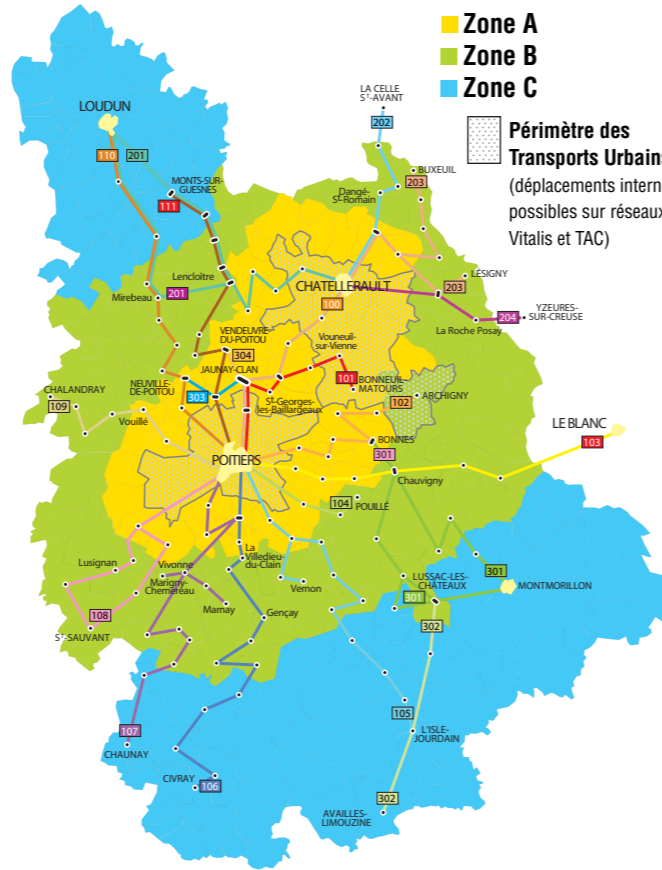 Zone A
Zone B
Zone C
Périmètre des
Transports Urbains
(déplacements intern
possibles sur réseaux
Vitalis et TAC)
LA CELLE
Sᵀ-AVANT
202
LOUDUN
110
201
BUXEUIL
203
MONTS-SUR-
GUESNES
111
Dangé-
Sᵗ-Romain
Lencloître
201
LÉSIGNY
203
CHATELLERAULT
100
Mirebeau
204
YZEURES-
SUR-CREUSE
La Roche Posay
VENDEUVRE-
DU-POITOU
304
Vouneuil
sur-Vienne
JAUNAY-CLAN
101
BONNEUIL-
MATOURS
NEUVILLE-
DE-POITOU
303
CHALANDRAY
109
Sᵗ-Georges-
les-Baillargeaux
102
ARCHIGNY
Vouillé
LE BLANC
103
BONNES
301
POITIERS
Chauvigny
104
POUILLÉ
Lusignan
Vivonne
La
Villedieu-
du-Clain
Marigny-
Chemereau
Vernon
LUSSAC-LES-
CHÂTEAUX
301
301
MONTMORILLON
Marnay
Gençay
108
Sᵀ-SAUVANT
302
105
107
CHAUNAY
L'ISLE-
JOURDAIN
CIVRAY
106
302
AVAILLES-
LIMOUZINE